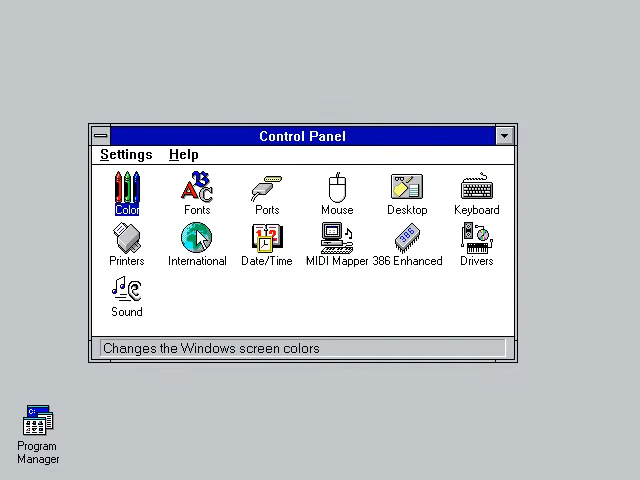 Control Panel
Settings Help
Color Fonts Ports Mouse Desktop Keyboard
Printers International Date/Time MIDI Mapper 386 Enhanced Drivers
Sound
Changes the Windows screen colors
Program
Manager